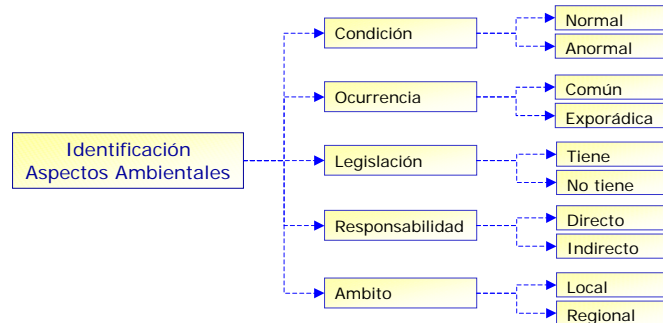 Identificación
Aspectos Ambientales
Condición
Normal
Anormal
Ocurrencia
Común
Exporádica
Legislación
Tiene
No tiene
Responsabilidad
Directo
Indirecto
Ambito
Local
Regional